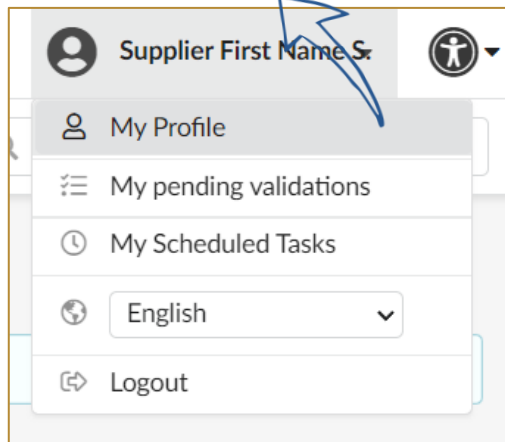 Supplier First Name S.
My Profile
My pending validations
My Scheduled Tasks
English
Logout